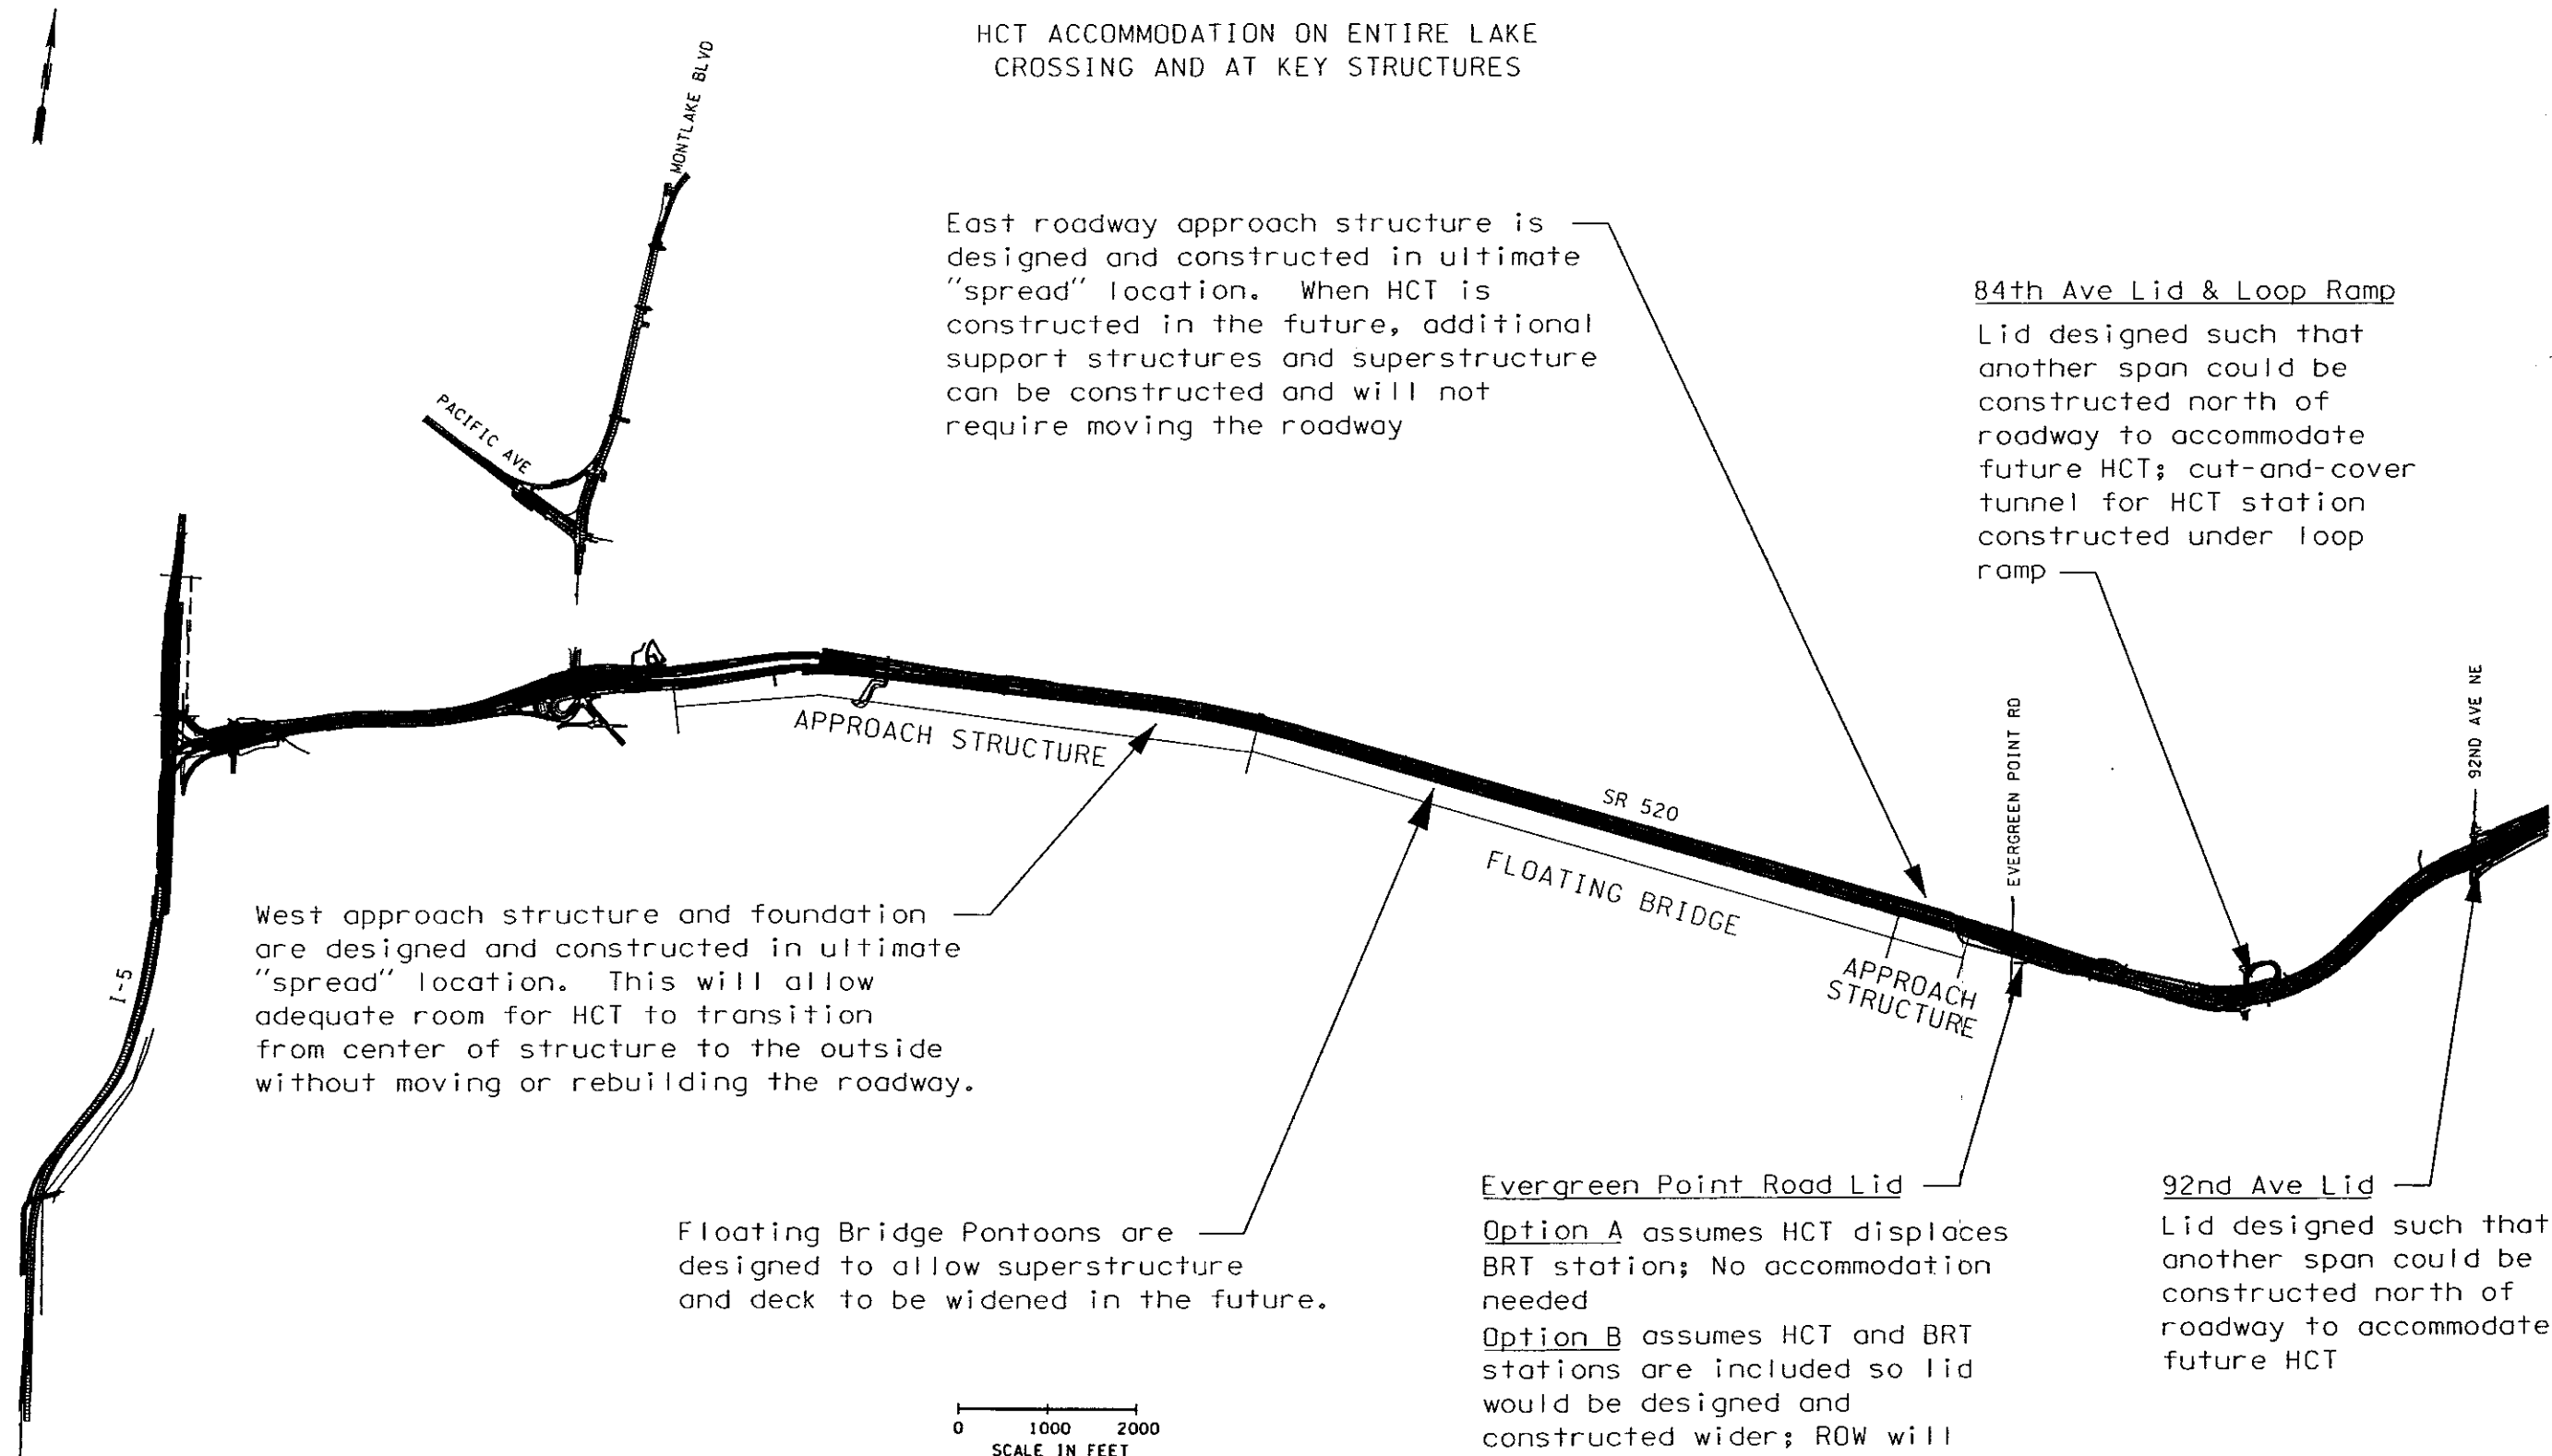 HCT ACCOMMODATION ON ENTIRE LAKE
CROSSING AND AT KEY STRUCTURES
MONTLAKE BLVD
PACIFIC AVE
East roadway approach structure is
designed and constructed in ultimate
"spread" location. When HCT is
constructed in the future, additional
support structures and superstructure
can be constructed and will not
require moving the roadway
84th Ave Lid & Loop Ramp
Lid designed such that
another span could be
constructed north of
roadway to accommodate
future HCT; cut-and-cover
tunnel for HCT station
constructed under loop
ramp
APPROACH STRUCTURE
SR 520
FLOATING BRIDGE
APPROACH
STRUCTURE
EVERGREEN POINT RD
92ND AVE NE
I-5
West approach structure and foundation
are designed and constructed in ultimate
"spread" location. This will allow
adequate room for HCT to transition
from center of structure to the outside
without moving or rebuilding the roadway.
Floating Bridge Pontoons are
designed to allow superstructure
and deck to be widened in the future.
Evergreen Point Road Lid
Option A assumes HCT displaces
BRT station; No accommodation
needed
Option B assumes HCT and BRT
stations are included so lid
would be designed and
constructed wider; ROW will
92nd Ave Lid
Lid designed such that
another span could be
constructed north of
roadway to accommodate
future HCT
0 1000 2000
SCALE IN FEET